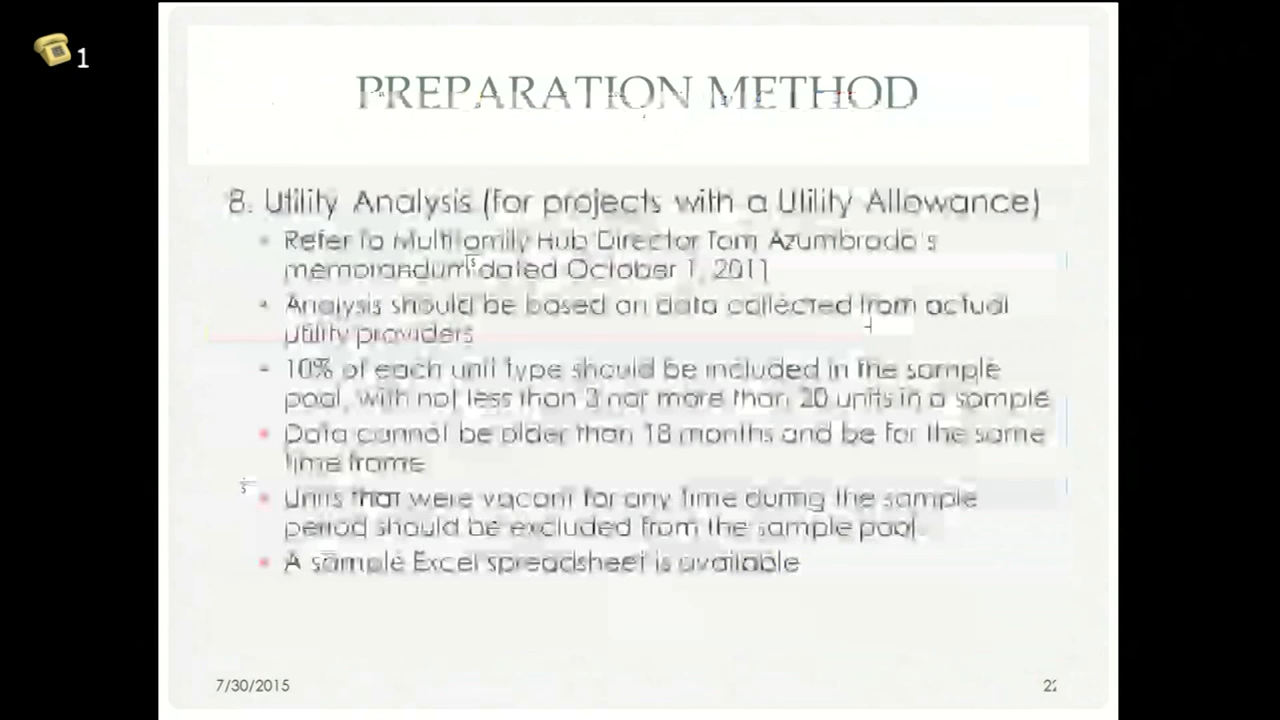 1
PREPARATION METHOD
8. Utility Analysis (for projects with a Utility Allowance)
Refer to Multifamily Hub Director Tom Azumbrado's
memorandum dated October 1, 2011
Analysis should be based on data collected from actual
utility providers
10% of each unit type should be included in the sample
pool, with not less than 3 not more than 20 units in a sample
Data cannot be older than 18 months and be for the same
time frame
Units that were vacant for any time during the sample
period should be excluded from the sample pool.
A sample Excel spreadsheet is available
7/30/2015